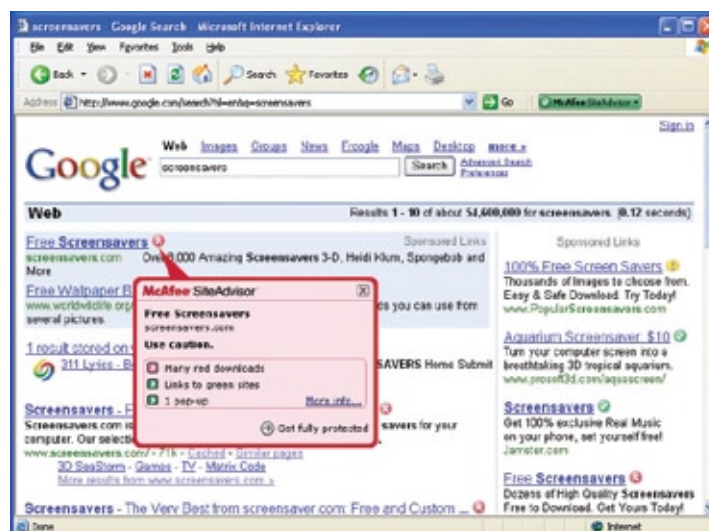 screensavers - Google Search - Microsoft Internet Explorer
File Edit View Favorites Tools Help
Back Search Favorites
Address http://www.google.com/search?hl=en&q=screensavers Go McAfee SiteAdvisor
Sign in
Google
Web Images Groups News Froogle Maps Desktop more »
screensavers Search Advanced Search
Preferences
Web Results 1 - 10 of about 54,600,000 for screensavers. (0.12 seconds)
Free Screensavers Sponsored Links
screensavers.com Over 8,000 Amazing Screensavers 3-D, Heidi Klum, Spongebob and
More
Free Wallpaper
www.worldwildlife.org you can use from
several pictures.
1 result stored on
311 Lyrics - SAVERS Home Submit
McAfee SiteAdvisor
Free Screensavers
screensavers.com
Use caution.
Many red downloads
Links to green sites
1 pop-up More info...
Get fully protected
Screensavers -
Screensavers.com is savers for your
computer. Our
www.screensavers.com/ - 71k - Cached - Similar pages
3D SeaStorm - Games - TV - Matrix Code
More results from www.screensavers.com »
Screensavers - The Very Best from screensaver.com: Free and Custom ...
Sponsored Links
100% Free Screen Savers
Thousands of Images to choose from.
Easy & Safe Download. Try Today!
www.PopularScreensavers.com
Aquarium Screensaver $10
Turn your computer screen into a
breathtaking 3D tropical aquarium.
www.prosoft3d.com/aquascreen/
Screensavers
Get 100% exclusive Real Music
on your phone, set yourself free!
Jamster.com
Free Screensavers
Dozens of High Quality Screensavers
Free to Download. Get Yours Today!
Done Internet